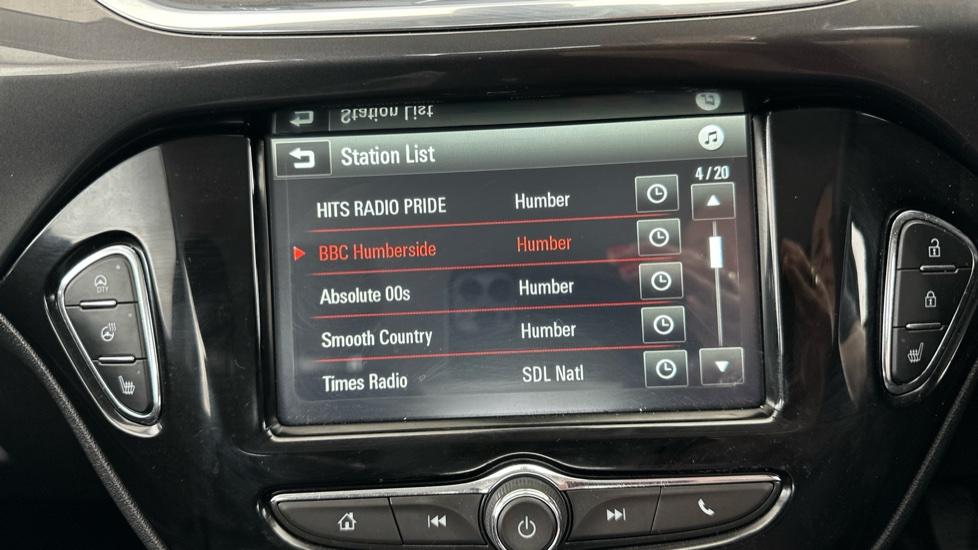 Station List
Station List
4/20
HITS RADIO PRIDE Humber
BBC Humberside Humber
Absolute 00s Humber
Smooth Country Humber
Times Radio SDL Natl
CITY